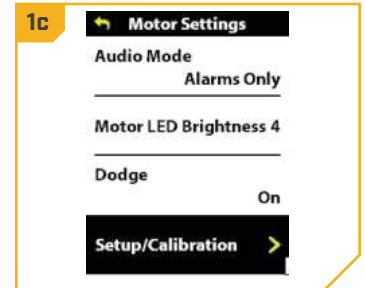 1c
Motor Settings
Audio Mode
Alarms Only
Motor LED Brightness 4
Dodge
On
Setup/Calibration